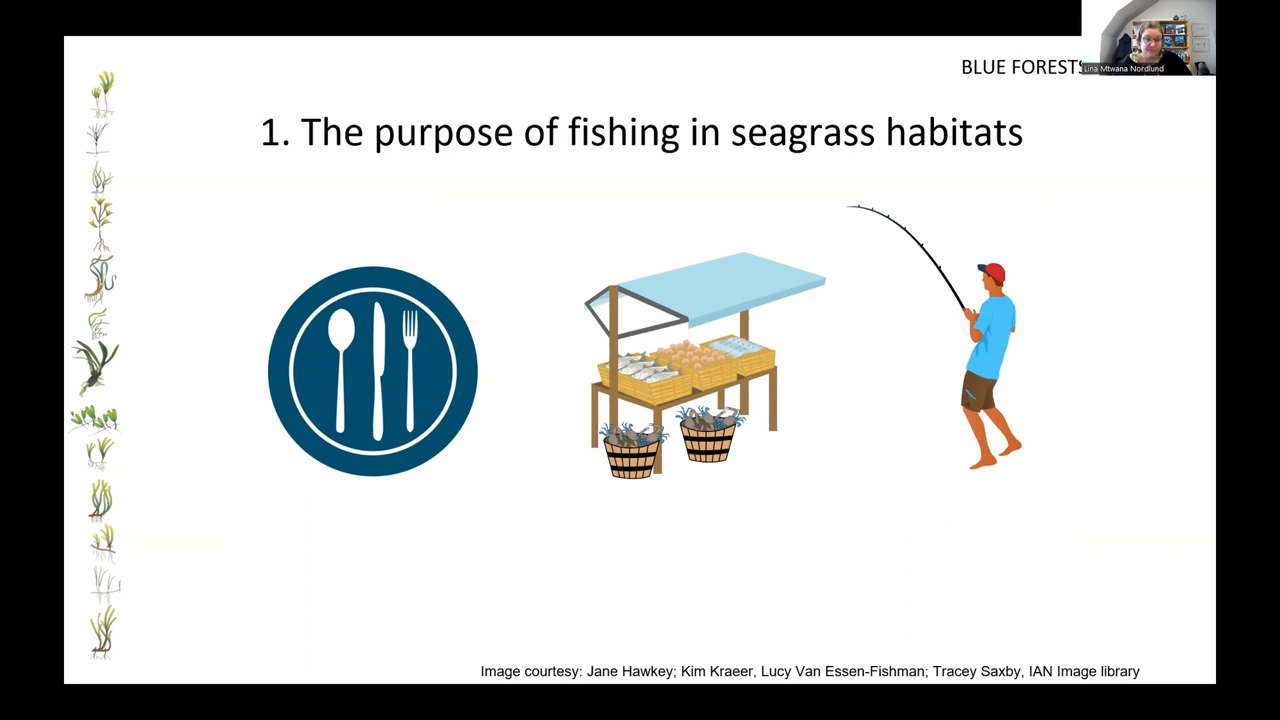 BLUE FORESTS
Lina Mtwana Nordlund
1. The purpose of fishing in seagrass habitats
Image courtesy: Jane Hawkey; Kim Kraeer, Lucy Van Essen-Fishman; Tracey Saxby, IAN Image library